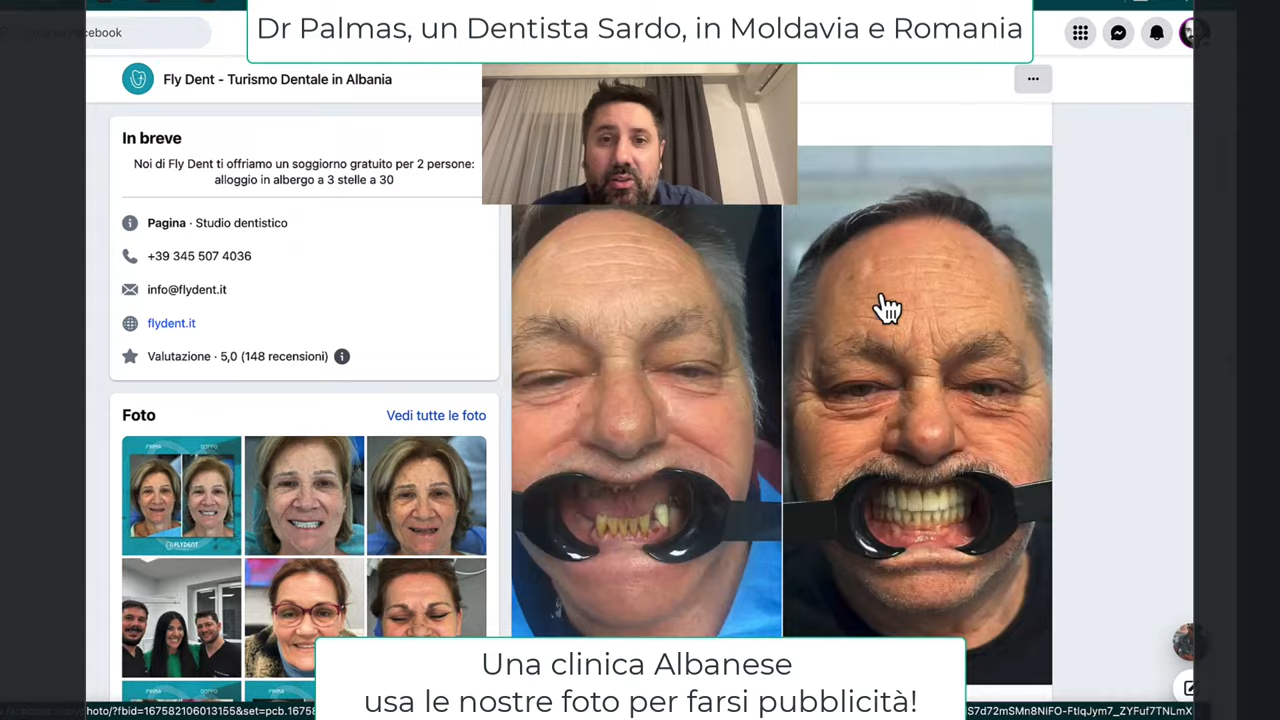 Dr Palmas, un Dentista Sardo, in Moldavia e Romania
Fly Dent - Turismo Dentale in Albania
In breve
Noi di Fly Dent ti offriamo un soggiorno gratuito per 2 persone:
alloggio in albergo a 3 stelle a 30
Pagina · Studio dentistico
+39 345 507 4036
info@flydent.it
flydent.it
Valutazione · 5,0 (148 recensioni)
Foto
Vedi tutte le foto
PRIMA DOPO
FLYDENT
Una clinica Albanese
usa le nostre foto per farsi pubblicità!